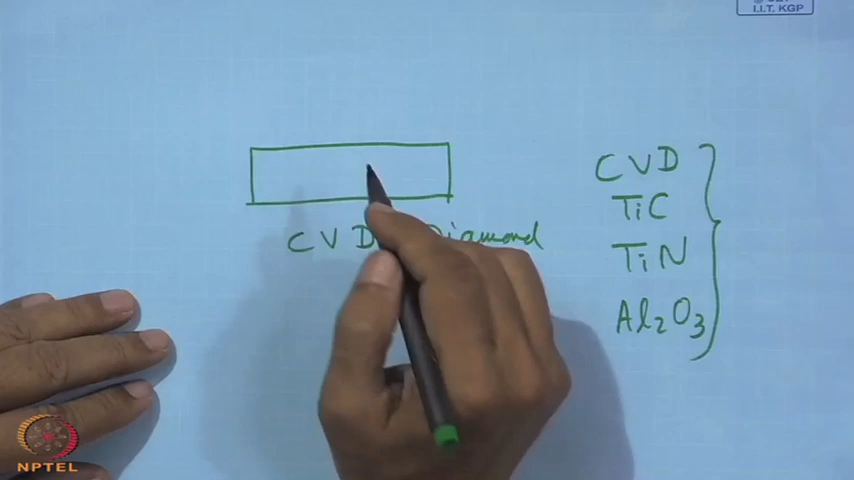 I.I.T. KGP
CVD
TiC
TiN
Al₂O₃
CVD Diamond
NPTEL